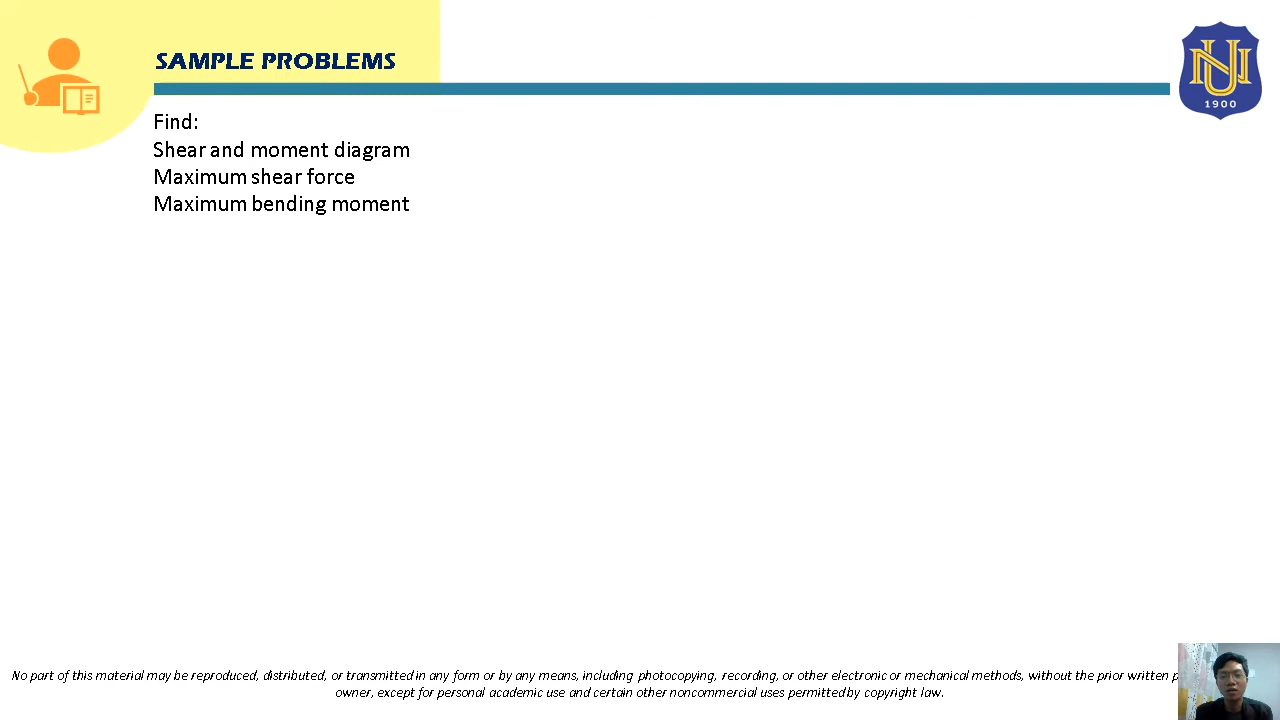 SAMPLE PROBLEMS
NU
1900
Find:
Shear and moment diagram
Maximum shear force
Maximum bending moment
No part of this material may be reproduced, distributed, or transmitted in any form or by any means, including photocopying, recording, or other electronic or mechanical methods, without the prior written
owner, except for personal academic use and certain other noncommercial uses permitted by copyright law.